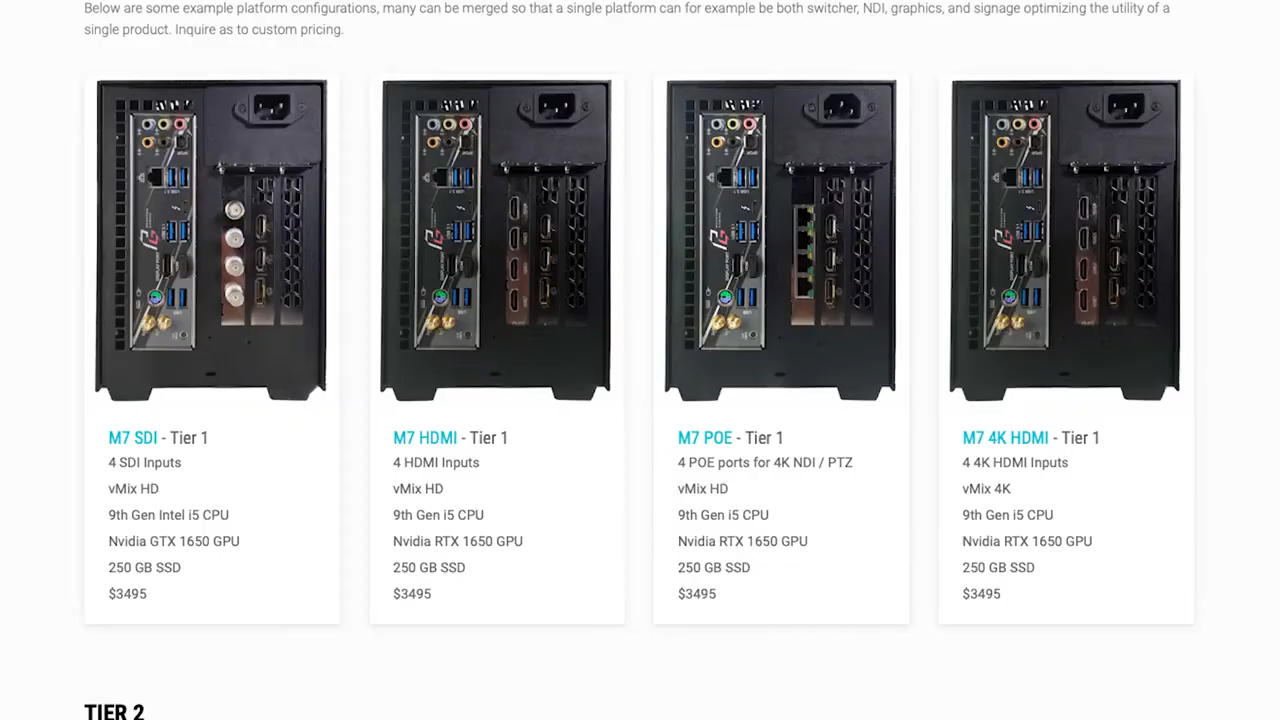 Below are some example platform configurations, many can be merged so that a single platform can for example be both switcher, NDI, graphics, and signage optimizing the utility of a
single product. Inquire as to custom pricing.
M7 SDI - Tier 1
4 SDI Inputs
vMix HD
9th Gen Intel i5 CPU
Nvidia GTX 1650 GPU
250 GB SSD
$3495
M7 HDMI - Tier 1
4 HDMI Inputs
vMix HD
9th Gen i5 CPU
Nvidia RTX 1650 GPU
250 GB SSD
$3495
M7 POE - Tier 1
4 POE ports for 4K NDI / PTZ
vMix HD
9th Gen i5 CPU
Nvidia RTX 1650 GPU
250 GB SSD
$3495
M7 4K HDMI - Tier 1
4 4K HDMI Inputs
vMix 4K
9th Gen i5 CPU
Nvidia RTX 1650 GPU
250 GB SSD
$3495
TIER 2